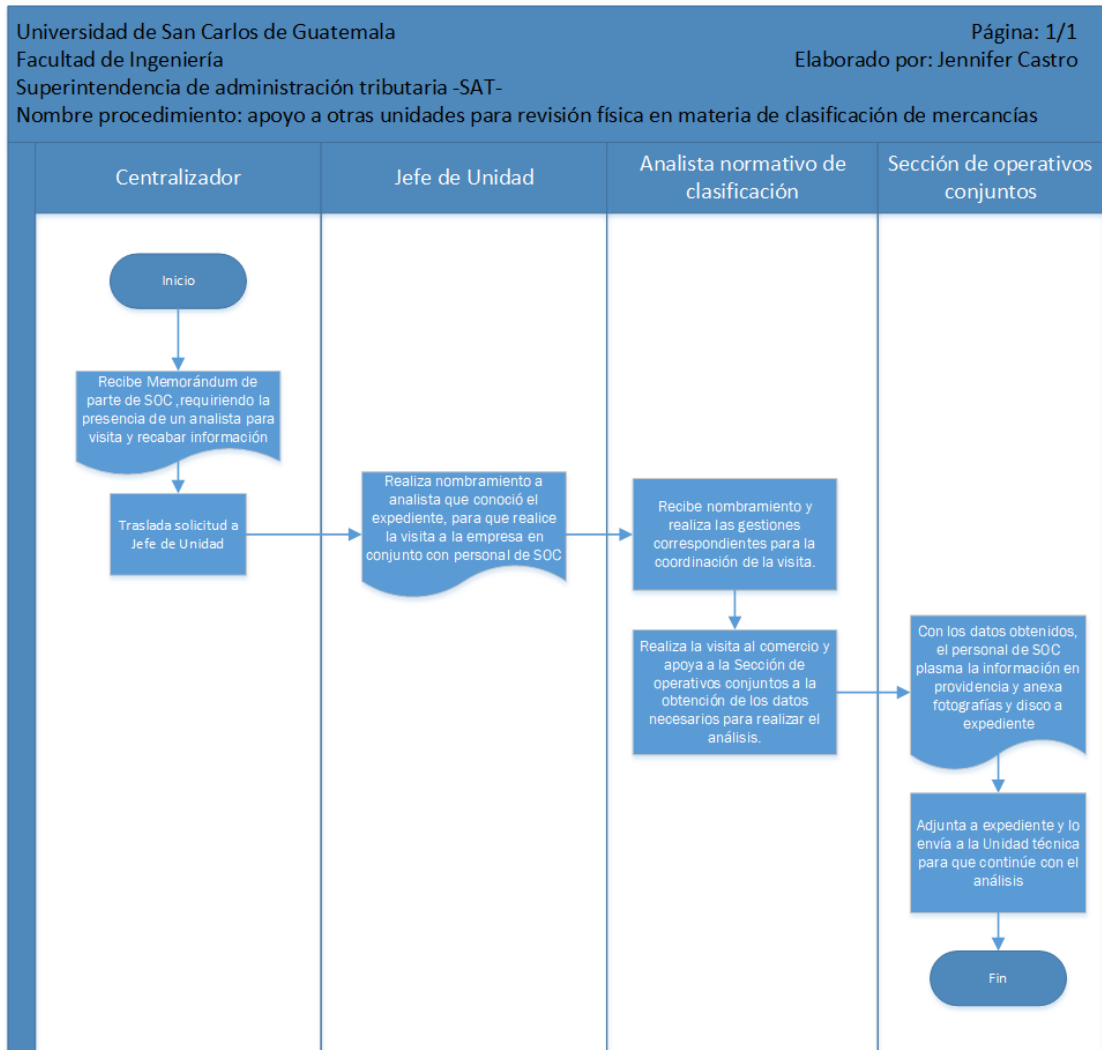 Universidad de San Carlos de Guatemala
Página: 1/1
Facultad de Ingeniería
Elaborado por: Jennifer Castro
Superintendencia de administración tributaria -SAT-
Nombre procedimiento: apoyo a otras unidades para revisión física en materia de clasificación de mercancías
Centralizador
Jefe de Unidad
Analista normativo de
clasificación
Sección de operativos
conjuntos
Inicio
Recibe Memorándum de
parte de SOC ,requiriendo la
presencia de un analista para
visita y recabar información
Traslada solicitud a
Jefe de Unidad
Realiza nombramiento a
analista que conoció el
expediente, para que realice
la visita a la empresa en
conjunto con personal de SOC
Recibe nombramiento y
realiza las gestiones
correspondientes para la
coordinación de la visita.
Realiza la visita al comercio y
apoya a la Sección de
operativos conjuntos a la
obtención de los datos
necesarios para realizar el
análisis.
Con los datos obtenidos,
el personal de SOC
plasma la información en
providencia y anexa
fotografías y disco a
expediente
Adjunta a expediente y lo
envía a la Unidad técnica
para que continúe con el
análisis
Fin